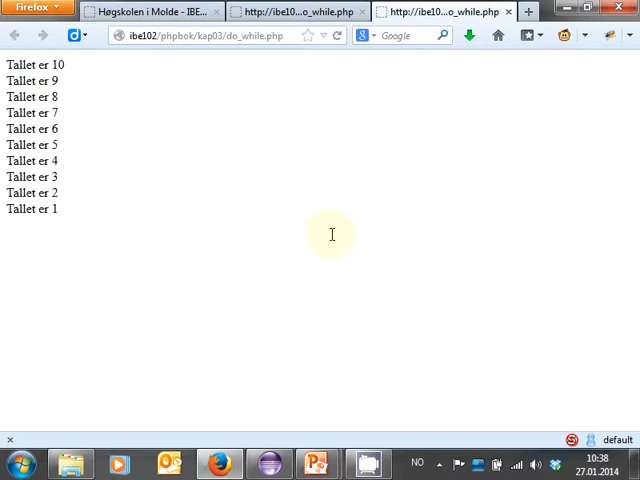 Firefox
Høgskolen i Molde - IBE...
http://ibe10...o_while.php
http://ibe10...o_while.php
ibe102/phpbok/kap03/do_while.php
Google
Tallet er 10
Tallet er 9
Tallet er 8
Tallet er 7
Tallet er 6
Tallet er 5
Tallet er 4
Tallet er 3
Tallet er 2
Tallet er 1
default
NO
10:38
27.01.2014